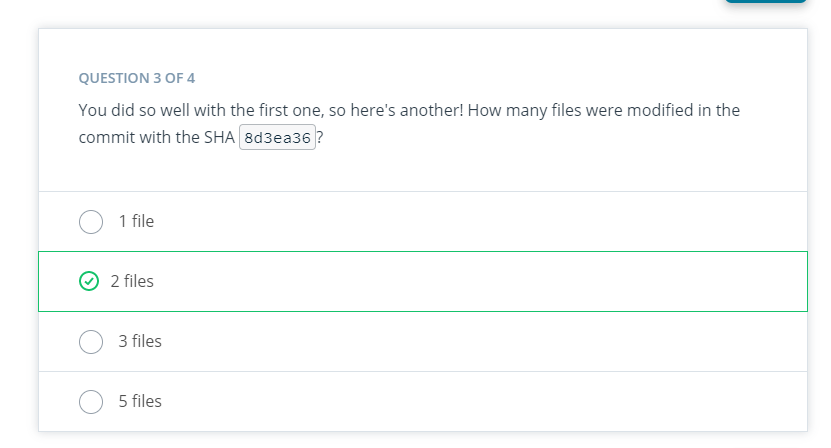 QUESTION 3 OF 4
You did so well with the first one, so here's another! How many files were modified in the
commit with the SHA 8d3ea36?
1 file
2 files
3 files
5 files